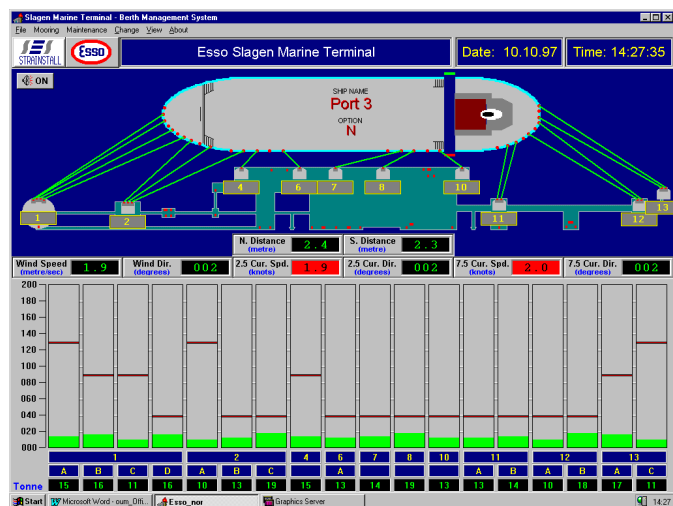 Slagen Marine Terminal - Berth Management System
File Mooring Maintenance Change View About
STRAINSTALL
Esso
Esso Slagen Marine Terminal
Date: 10.10.97
Time: 14:27:35
ON
SHIP NAME
Port 3
OPTION
N
1 2 4 6 7 8 10 11 12 13
N. Distance (metre) 2.4
S. Distance (metre) 2.3
Wind Speed (metre/sec) 1.9
Wind Dir. (degrees) 002
2.5 Cur. Spd. (knots) 1.9
2.5 Cur. Dir. (degrees) 002
7.5 Cur. Spd. (knots) 2.0
7.5 Cur. Dir. (degrees) 002
200
180
160
140
120
100
080
060
040
020
000
1 2 4 6 7 8 10 11 12 13
A B C D A B C A A B A B A C
Tonne 15 16 11 16 10 13 19 15 13 14 19 13 13 14 10 18 17 11
Start Microsoft Word - oum_Offi... Esso_nor Graphics Server 14:27